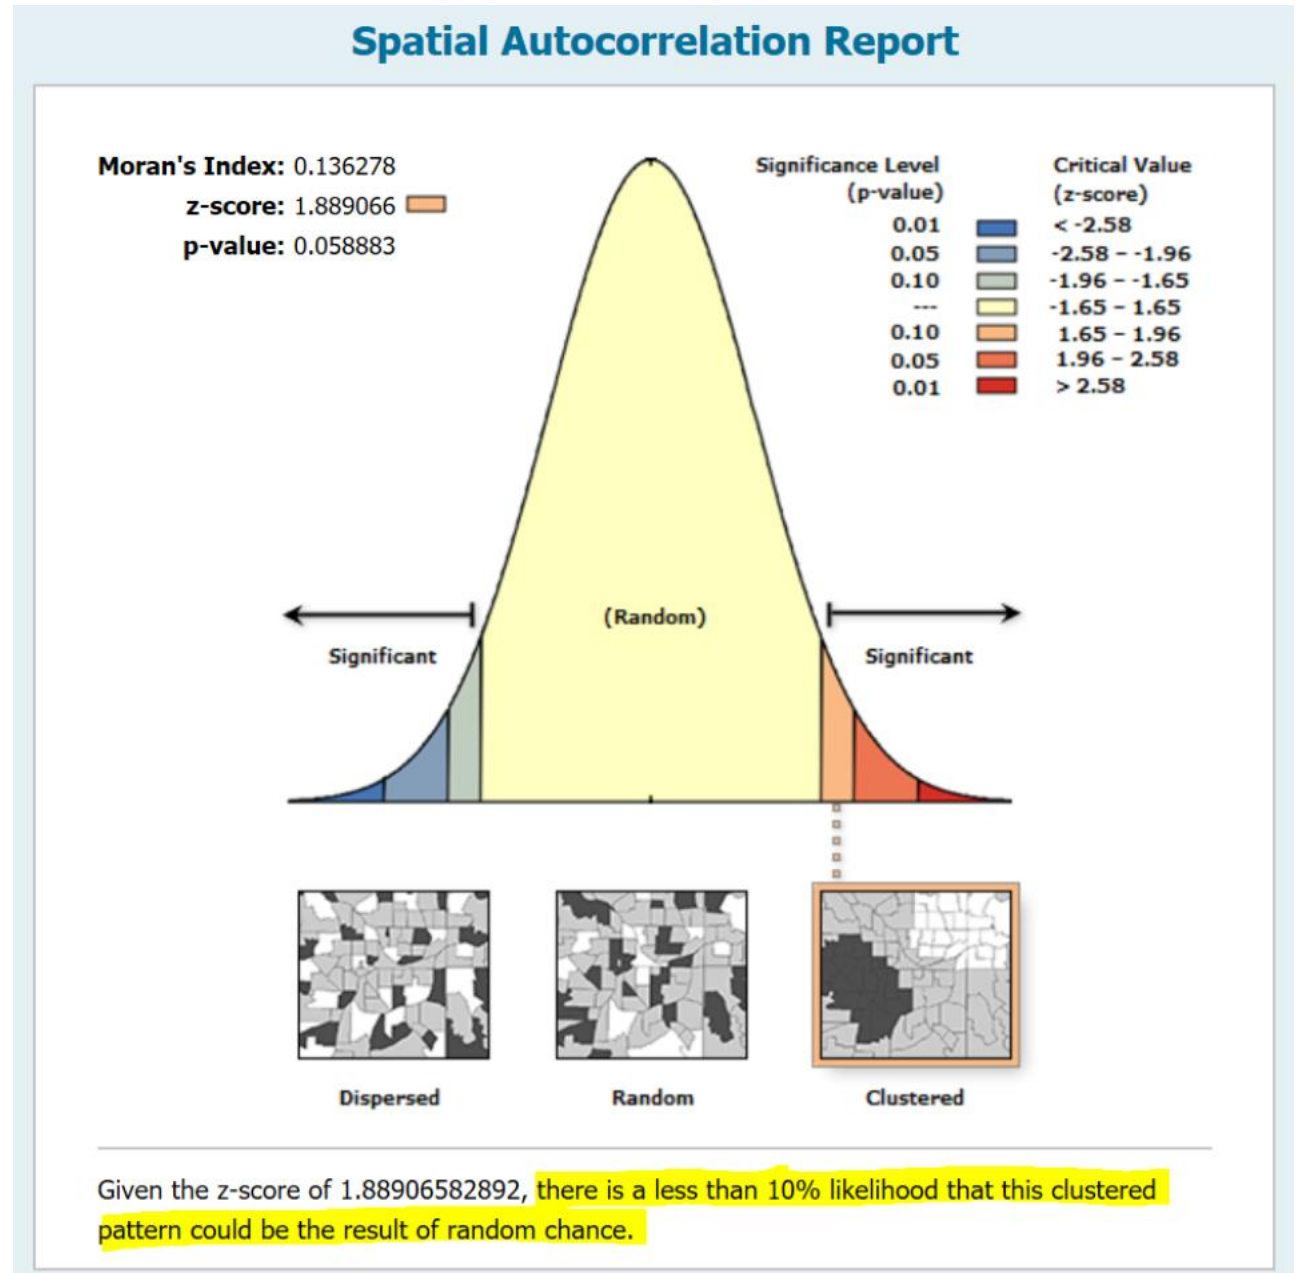 Spatial Autocorrelation Report
Moran's Index: 0.136278
z-score: 1.889066
p-value: 0.058883
Significance Level (p-value)
Critical Value (z-score)
0.01 < -2.58
0.05 -2.58 – -1.96
0.10 -1.96 – -1.65
--- -1.65 – 1.65
0.10 1.65 – 1.96
0.05 1.96 – 2.58
0.01 > 2.58
(Random)
Significant
Significant
Dispersed
Random
Clustered
Given the z-score of 1.88906582892, there is a less than 10% likelihood that this clustered
pattern could be the result of random chance.